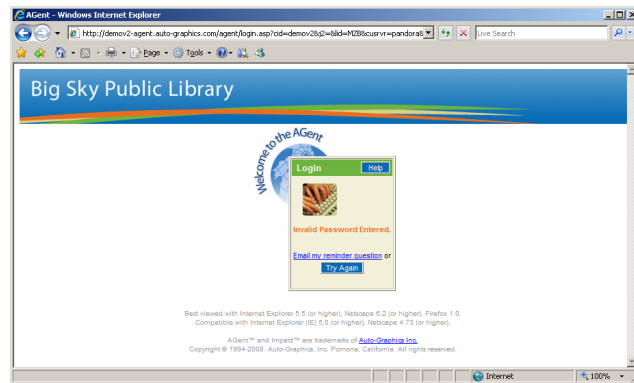 AGent - Windows Internet Explorer
http://demov2-agent.auto-graphics.com/agent/login.asp?cid=demov2&j2=&lid=MZB&cusrvr=pandora&
Live Search
Page Tools
Big Sky Public Library
Welcome to the AGent
Login Help
Invalid Password Entered.
Email my reminder question or
Try Again
Best viewed with Internet Explorer 5.5 (or higher), Netscape 6.2 (or higher), Firefox 1.0.
Compatible with Internet Explorer (IE) 5.0 (or higher), Netscape 4.73 (or higher).
AGent™ and Impact™ are trademarks of Auto-Graphics Inc.
Copyright © 1994-2008. Auto-Graphics, Inc. Pomona, California. All rights reserved.
Internet 100%